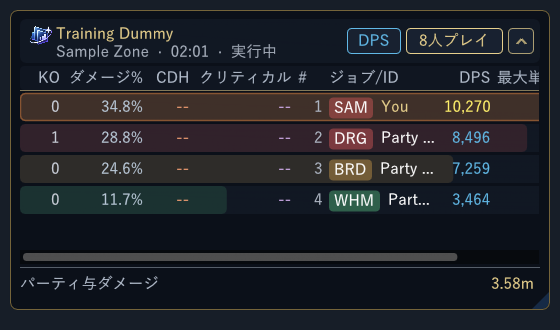 Training Dummy
Sample Zone · 02:01 · 実行中
DPS
8人プレイ
KO ダメージ% CDH クリティカル # ジョブ/ID DPS 最大単
0 34.8% -- -- 1 SAM You 10,270
1 28.8% -- -- 2 DRG Party ... 8,496
0 24.6% -- -- 3 BRD Party ... 7,259
0 11.7% -- -- 4 WHM Part... 3,464
パーティ与ダメージ 3.58m